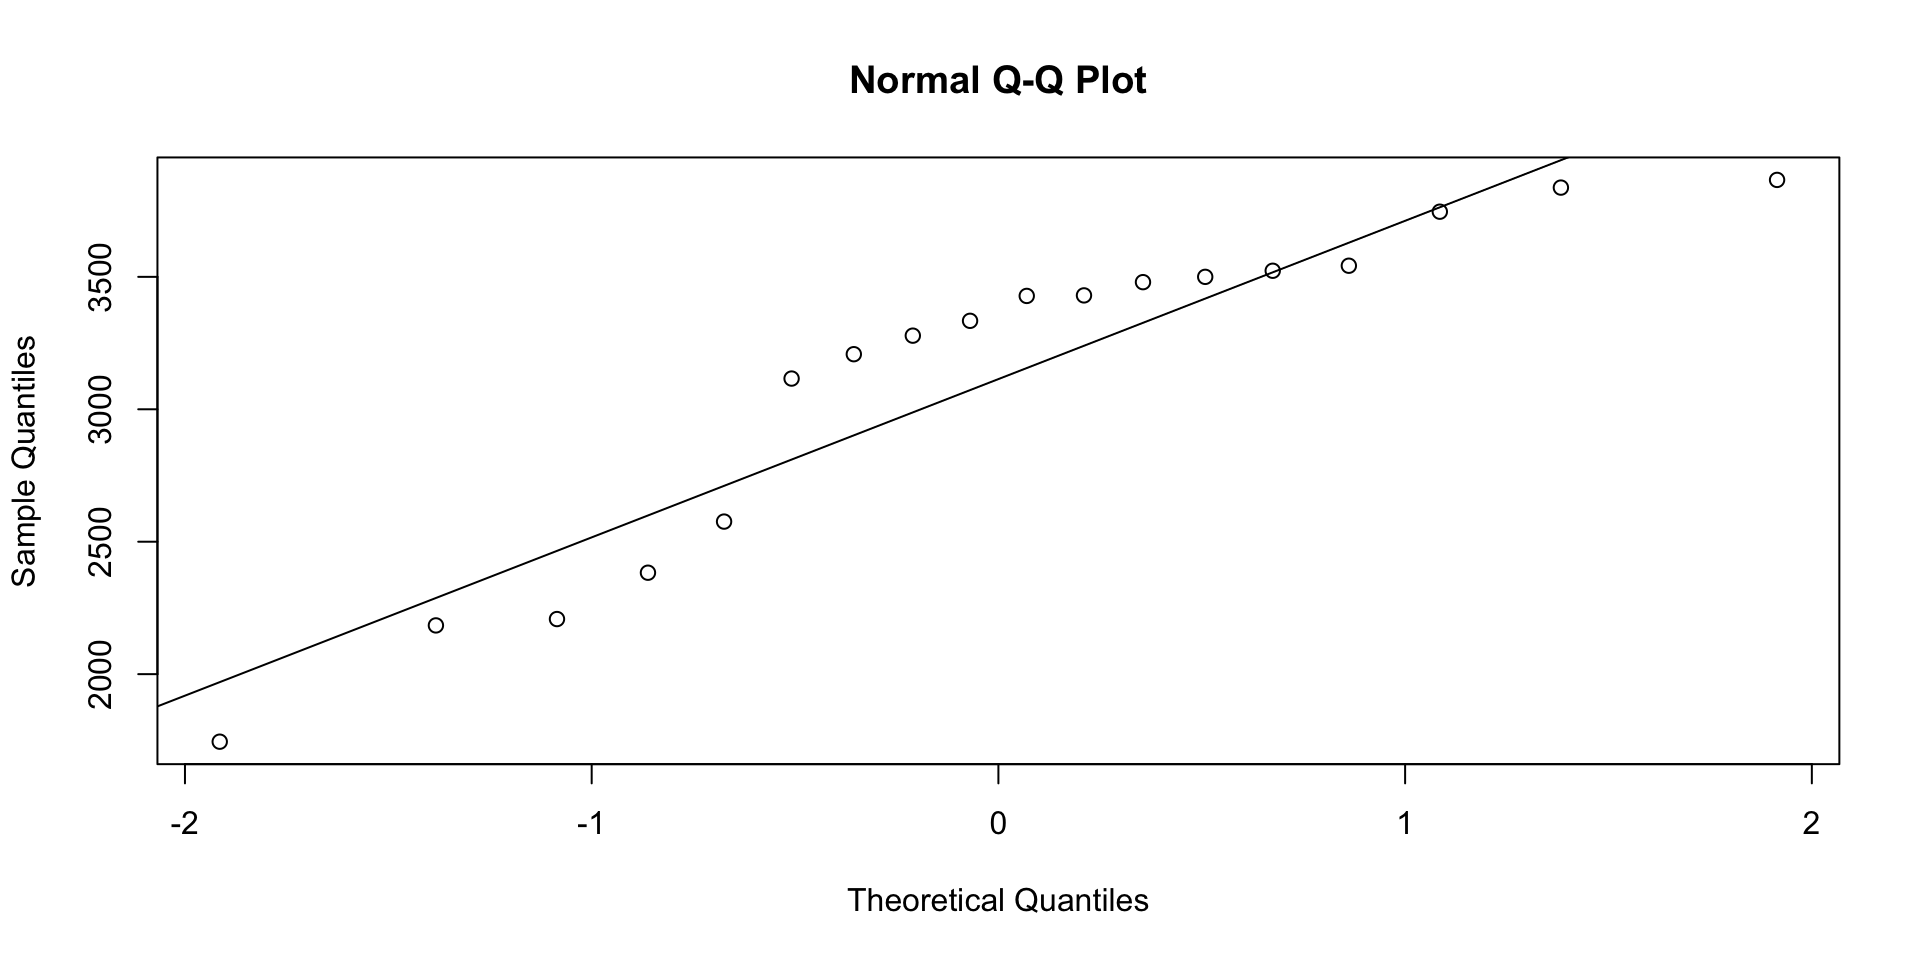 Normal Q-Q Plot
Sample Quantiles
3500
3000
2500
2000
-2 -1 0 1 2
Theoretical Quantiles